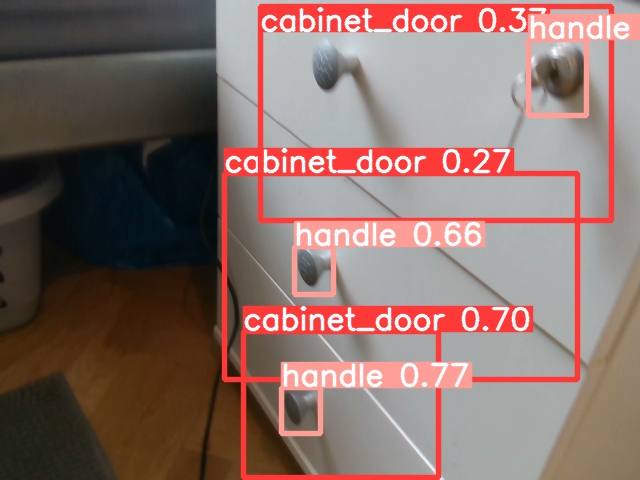 cabinet_door 0.37
handle
cabinet_door 0.27
handle 0.66
cabinet_door 0.70
handle 0.77